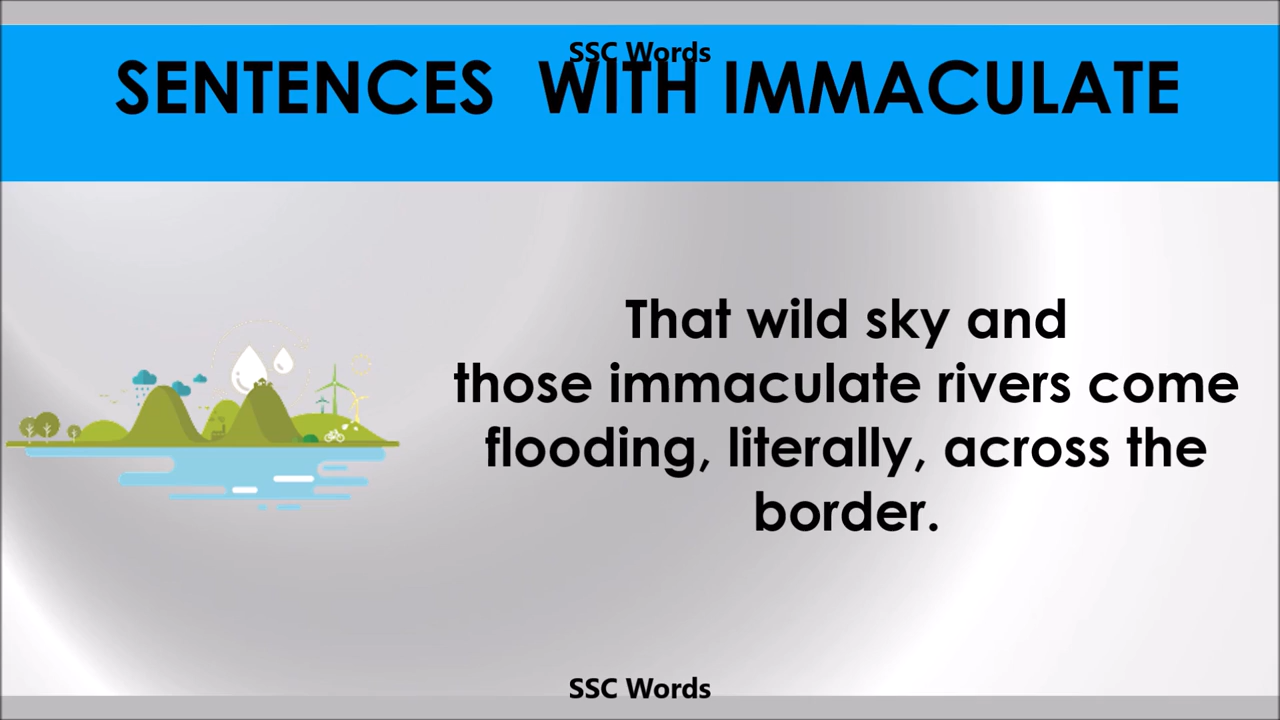 SSC Words
SENTENCES WITH IMMACULATE
That wild sky and
those immaculate rivers come
flooding, literally, across the
border.
SSC Words